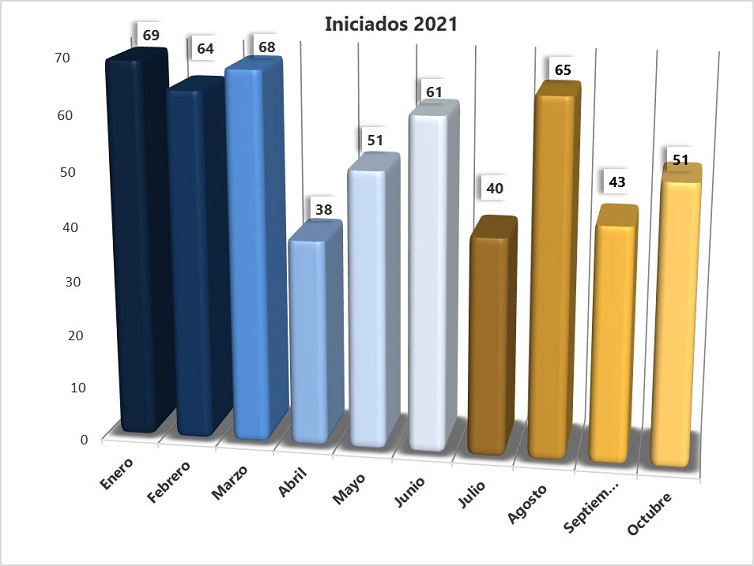 Iniciados 2021
69
64
68
38
51
61
40
65
43
51
70
60
50
40
30
20
10
0
Enero
Febrero
Marzo
Abril
Mayo
Junio
Julio
Agosto
Septiem...
Octubre